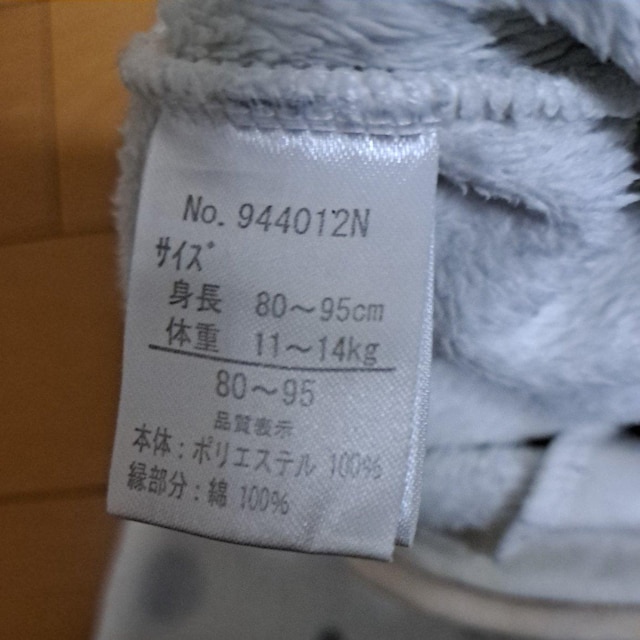 No. 944012N
サイズ
身長 80～95cm
体重 11～14kg
80～95
品質表示
本体：ポリエステル 100%
縁部分：綿 100%